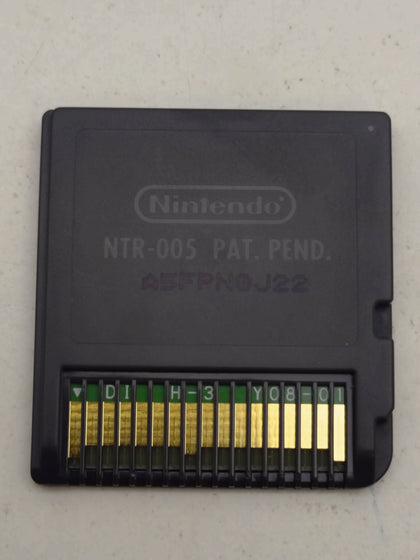 Nintendo®
NTR-005 PAT. PEND.
A5FPN0J22
▼ DI H-3 Y08-01